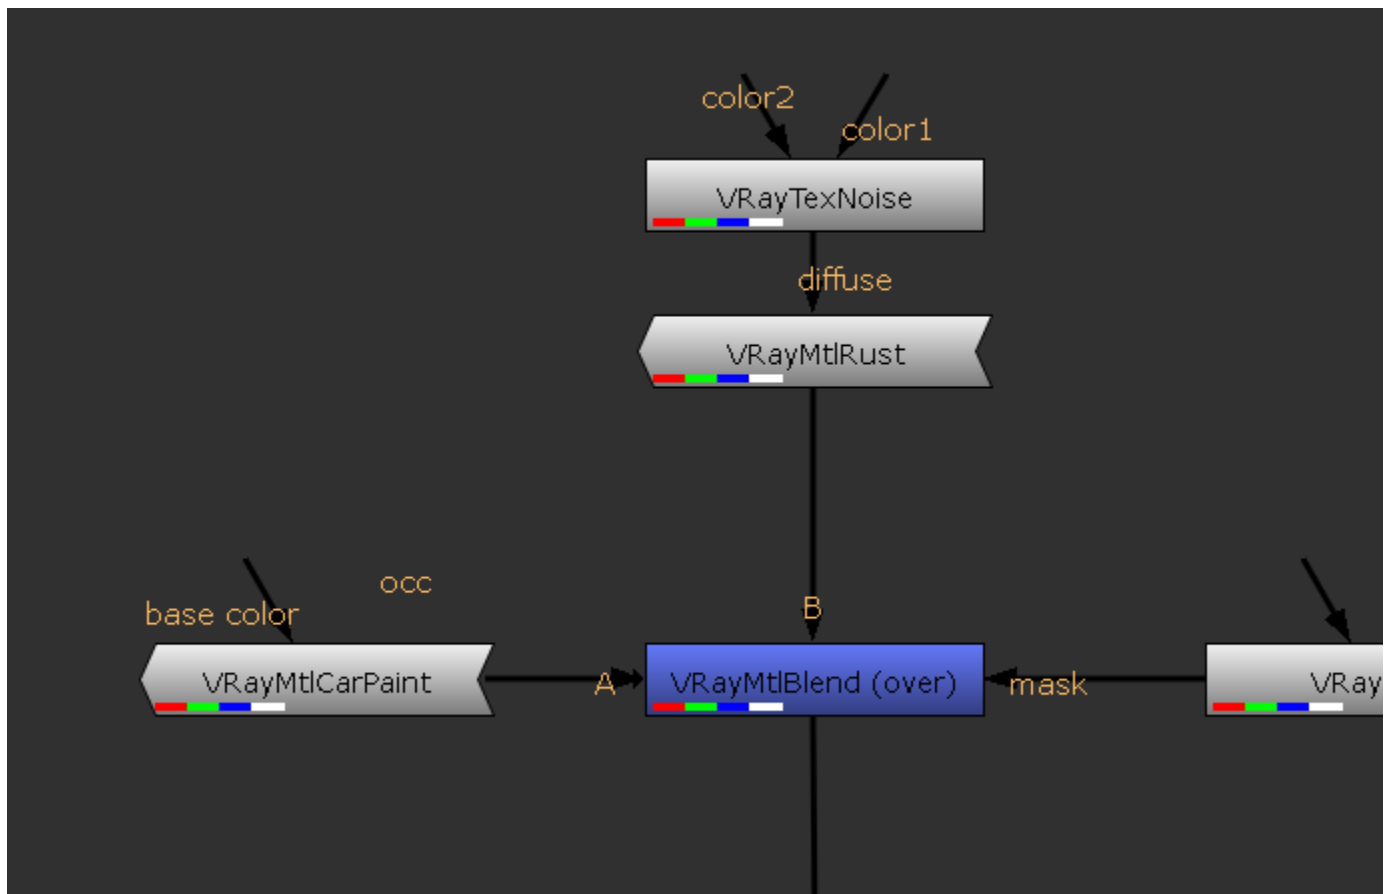 color2
color1
VRayTexNoise
diffuse
VRayMtlRust
occ
base color
B
VRayMtlCarPaint
A
VRayMtlBlend (over)
mask
VRay